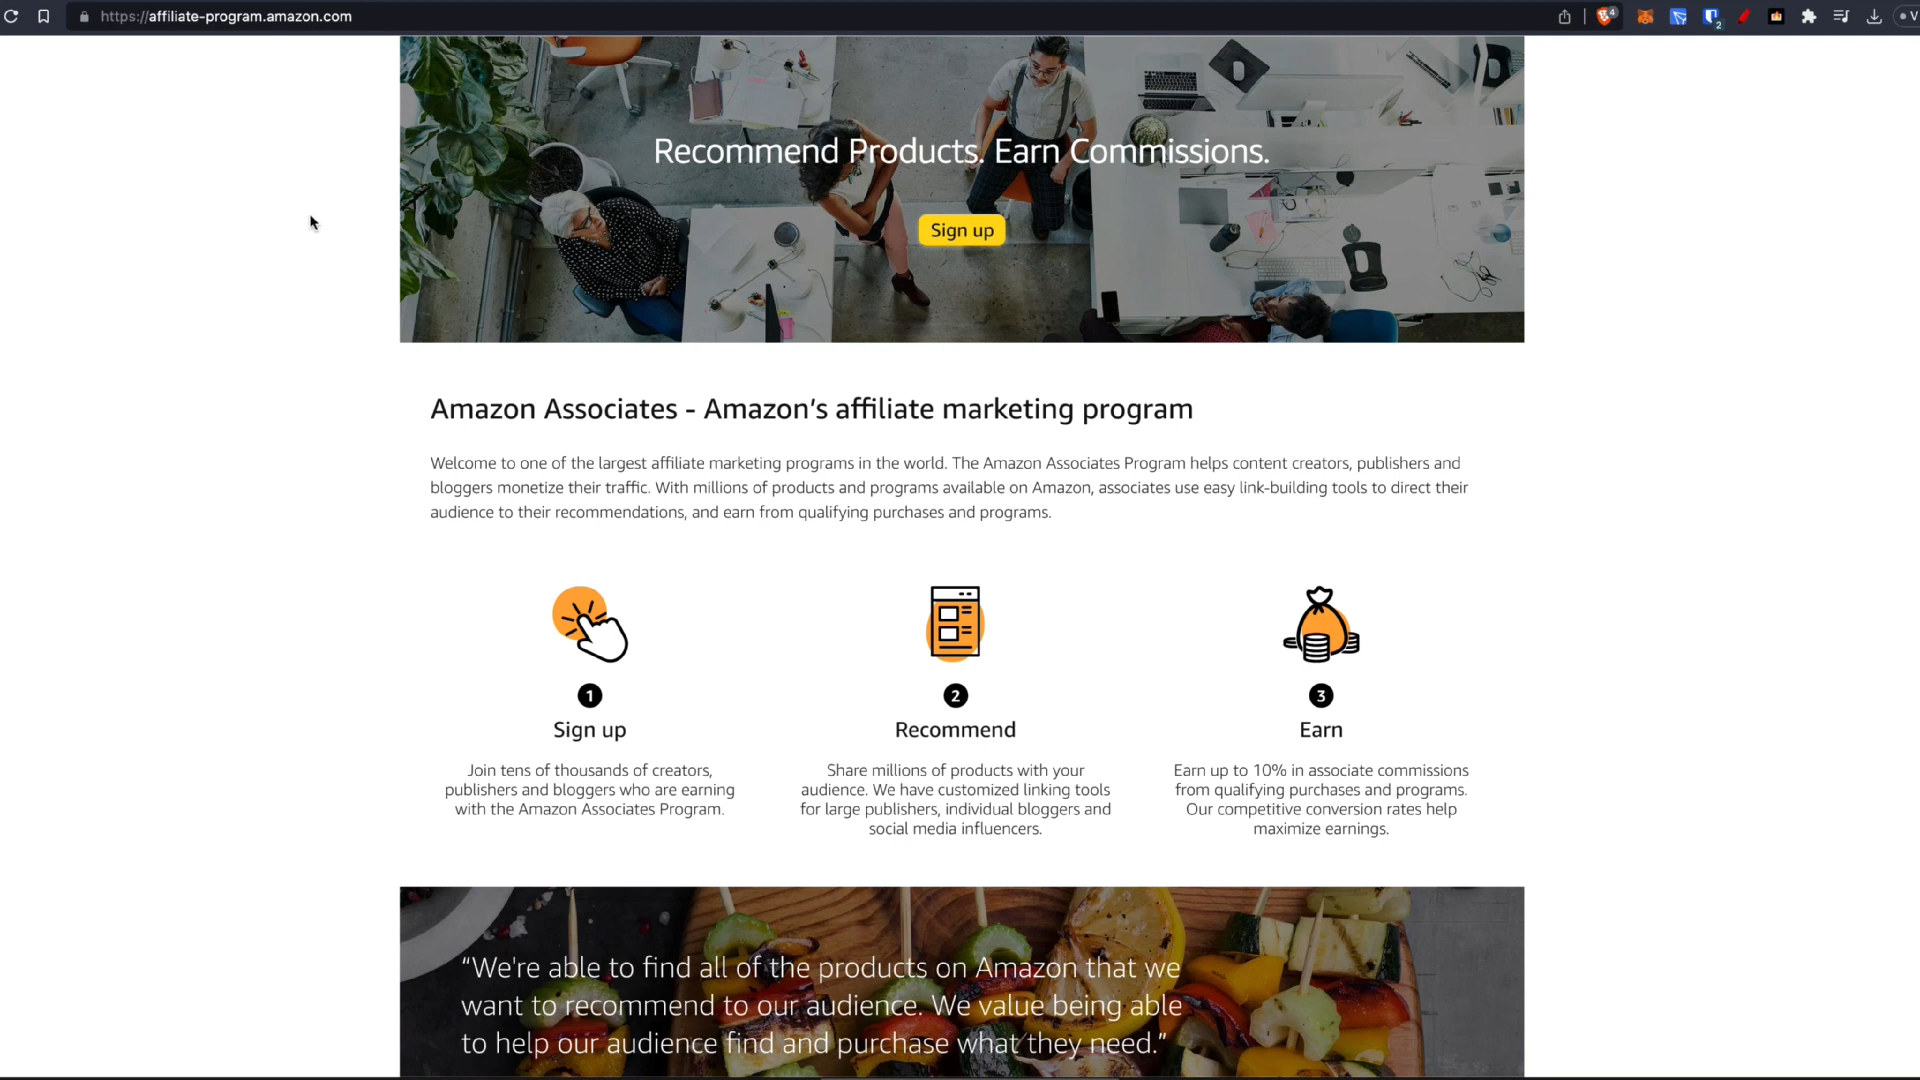 https://affiliate-program.amazon.com
4
2
V
Recommend Products. Earn Commissions.
Sign up
Amazon Associates - Amazon's affiliate marketing program
Welcome to one of the largest affiliate marketing programs in the world. The Amazon Associates Program helps content creators, publishers and
bloggers monetize their traffic. With millions of products and programs available on Amazon, associates use easy link-building tools to direct their
audience to their recommendations, and earn from qualifying purchases and programs.
1
Sign up
Join tens of thousands of creators,
publishers and bloggers who are earning
with the Amazon Associates Program.
2
Recommend
Share millions of products with your
audience. We have customized linking tools
for large publishers, individual bloggers and
social media influencers.
3
Earn
Earn up to 10% in associate commissions
from qualifying purchases and programs.
Our competitive conversion rates help
maximize earnings.
“We're able to find all of the products on Amazon that we
want to recommend to our audience. We value being able
to help our audience find and purchase what they need.”